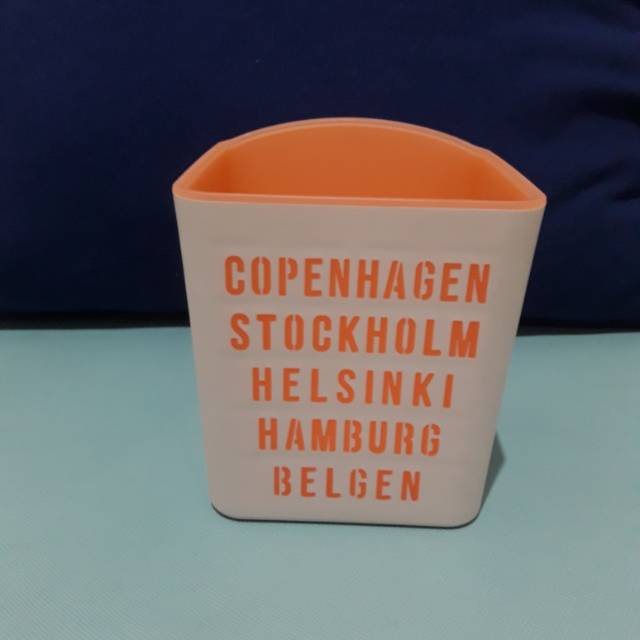 COPENHAGEN
STOCKHOLM
HELSINKI
HAMBURG
BELGEN